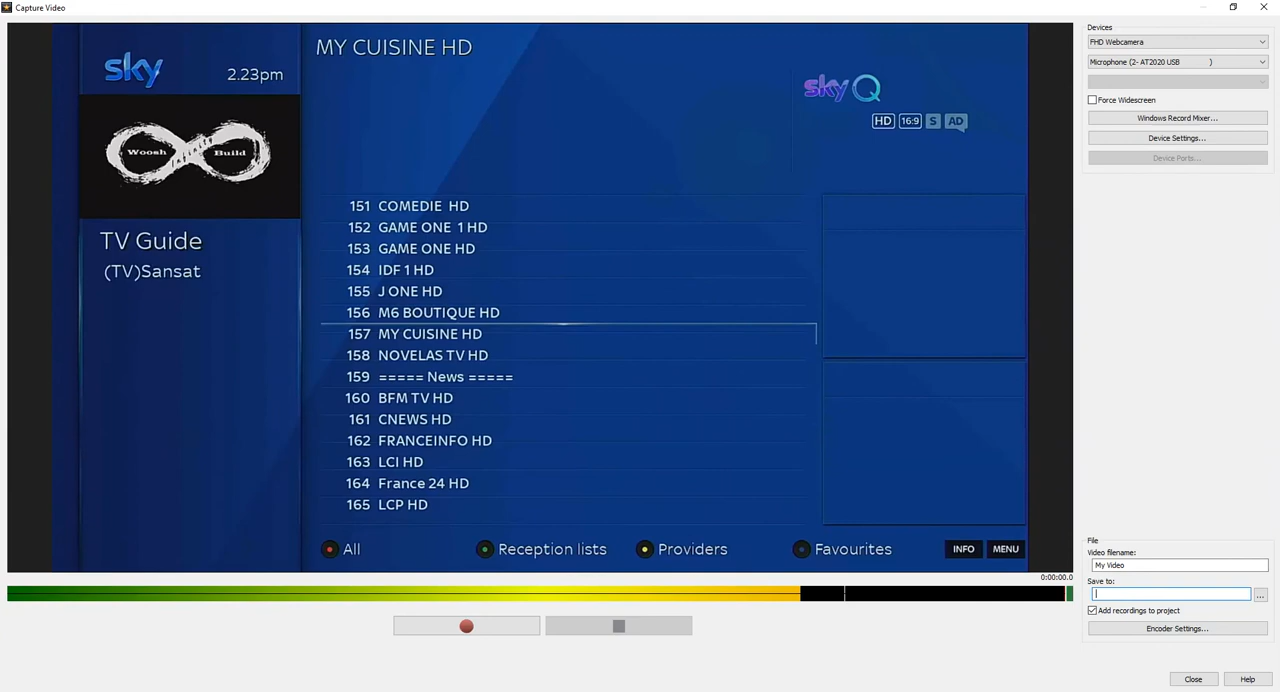 Capture Video
sky
2.23pm
MY CUISINE HD
sky Q
HD 16:9 S AD
Woosh Build
TV Guide
(TV)Sansat
151 COMEDIE HD
152 GAME ONE 1 HD
153 GAME ONE HD
154 IDF 1 HD
155 J ONE HD
156 M6 BOUTIQUE HD
157 MY CUISINE HD
158 NOVELAS TV HD
159 ===== News =====
160 BFM TV HD
161 CNEWS HD
162 FRANCEINFO HD
163 LCI HD
164 France 24 HD
165 LCP HD
All
Reception lists
Providers
Favourites
INFO
MENU
0:00:00.0
Devices
FHD Webcamera
Microphone (2- AT2020 USB )
Force Widescreen
Windows Record Mixer...
Device Settings...
Device Ports...
File
Video filename:
My Video
Save to:
...
Add recordings to project
Encoder Settings...
Close
Help